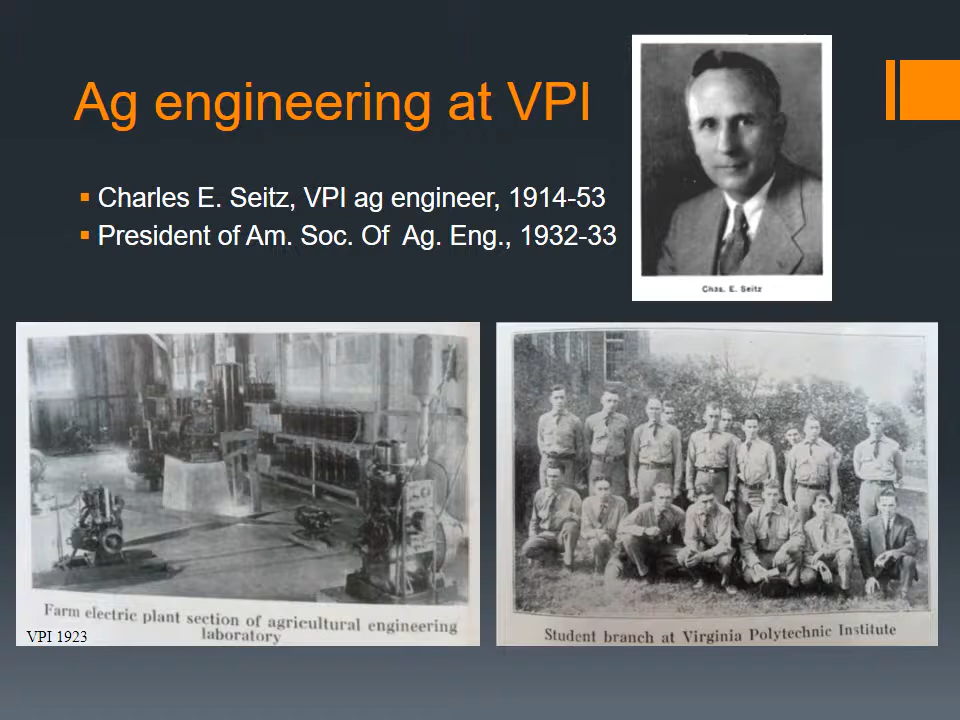 Ag engineering at VPI
Charles E. Seitz, VPI ag engineer, 1914-53
President of Am. Soc. Of Ag. Eng., 1932-33
Chas. E. Seitz
Farm electric plant section of agricultural engineering
laboratory
VPI 1923
Student branch at Virginia Polytechnic Institute